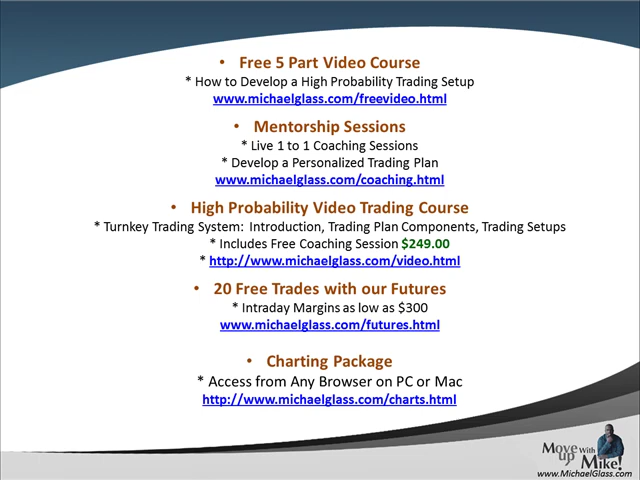 • Free 5 Part Video Course
* How to Develop a High Probability Trading Setup
www.michaelglass.com/freevideo.html
• Mentorship Sessions
* Live 1 to 1 Coaching Sessions
* Develop a Personalized Trading Plan
www.michaelglass.com/coaching.html
• High Probability Video Trading Course
* Turnkey Trading System: Introduction, Trading Plan Components, Trading Setups
* Includes Free Coaching Session $249.00
* http://www.michaelglass.com/video.html
• 20 Free Trades with our Futures
* Intraday Margins as low as $300
www.michaelglass.com/futures.html
• Charting Package
* Access from Any Browser on PC or Mac
http://www.michaelglass.com/charts.html
Move up With Mike!
www.MichaelGlass.com